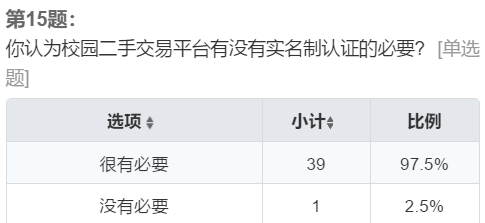 第15题：
你认为校园二手交易平台有没有实名制认证的必要？ [单选
题]
选项 小计 比例
很有必要 39 97.5%
没有必要 1 2.5%